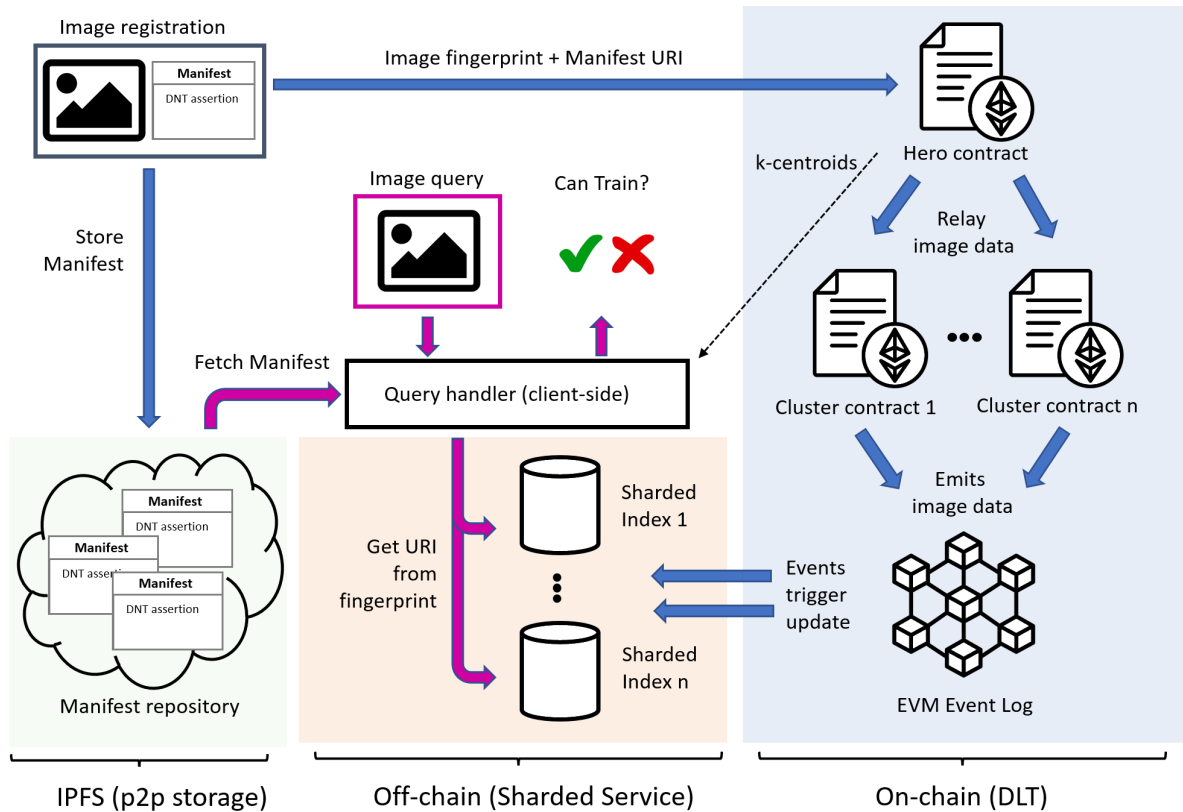 Image registration
Manifest
DNT assertion
Image fingerprint + Manifest URI
Hero contract
k-centroids
Relay
image data
Image query
Can Train?
Store
Manifest
Cluster contract 1
Cluster contract n
Fetch Manifest
Query handler (client-side)
Emits
image data
Manifest
DNT assertion
Manifest
DNT asser
Manifest
DNT assertion
Manifest repository
Get URI
from
fingerprint
Sharded
Index 1
Sharded
Index n
Events
trigger
update
EVM Event Log
IPFS (p2p storage)
Off-chain (Sharded Service)
On-chain (DLT)